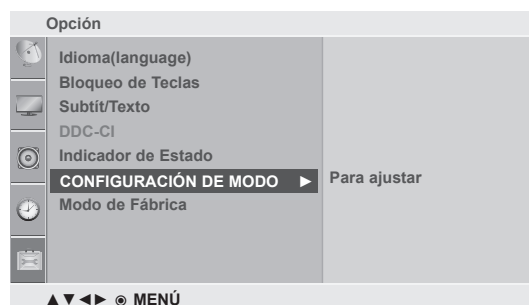 Opción
Idioma(language)
Bloqueo de Teclas
Subtít/Texto
DDC-CI
Indicador de Estado
CONFIGURACIÓN DE MODO ► Para ajustar
Modo de Fábrica
▲▼◄► ◉ MENÚ